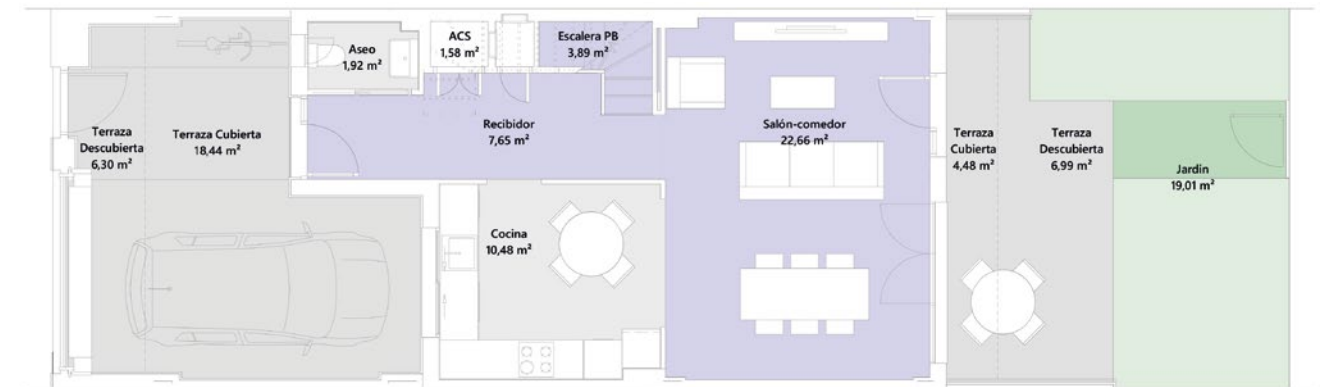 Aseo
1,92 m²
ACS
1,58 m²
Escalera PB
3,89 m²
Terraza
Descubierta
6,30 m²
Terraza Cubierta
18,44 m²
Recibidor
7,65 m²
Salón-comedor
22,66 m²
Terraza
Cubierta
4,48 m²
Terraza
Descubierta
6,99 m²
Jardín
19,01 m²
Cocina
10,48 m²